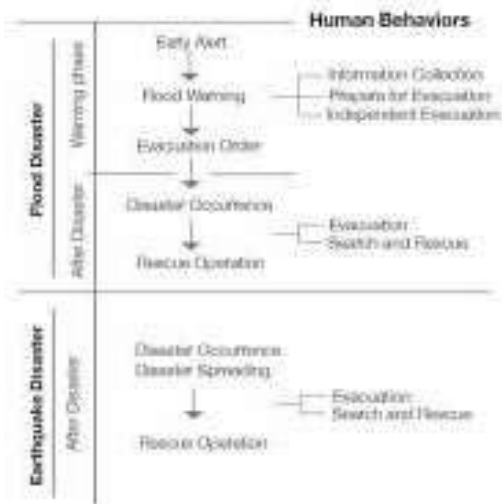 Human Behaviors
Flood Disaster
Warning phase
Early Alert
Flood Warning
Information Collection
Prepare for Evacuation
Independent Evacuation
Evacuation Order
After Disaster
Disaster Occurrence
Evacuation
Search and Rescue
Rescue Operation
Earthquake Disaster
After Disaster
Disaster Occurrence
Disaster Spreading
Evacuation
Search and Rescue
Rescue Operation